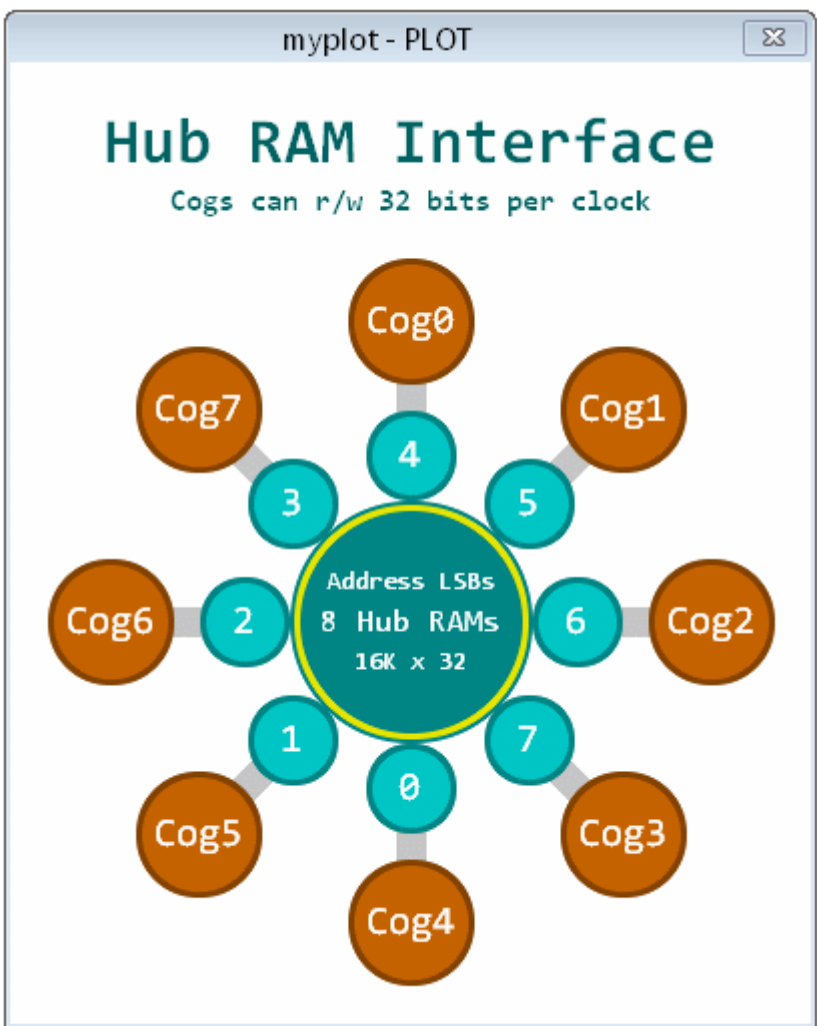 myplot - PLOT
Hub RAM Interface
Cogs can r/w 32 bits per clock
Cog0
Cog7
Cog1
4
3
5
Address LSBs
8 Hub RAMs
16K x 32
Cog6
2
6
Cog2
1
7
0
Cog5
Cog3
Cog4